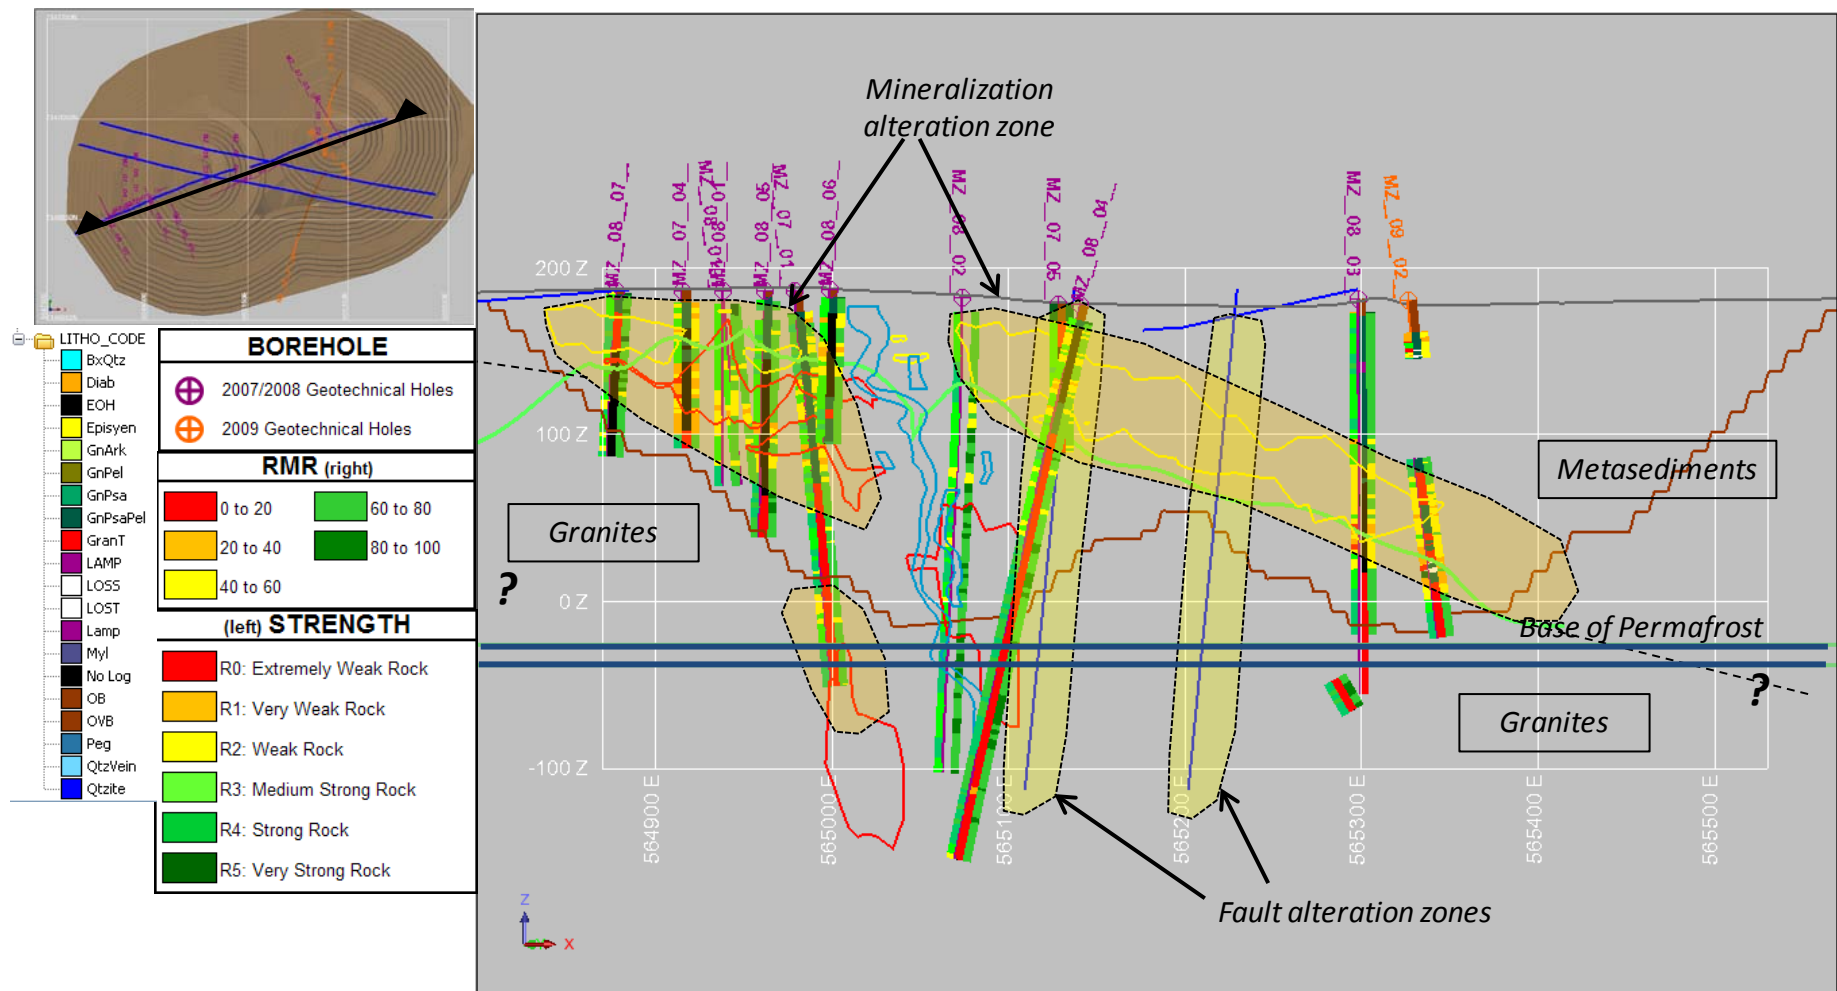 LITHO_CODE
BxQtz
Diab
EOH
Episyen
GnArk
GnPel
GnPsa
GnPsaPel
GranT
LAMP
LOSS
LOST
Lamp
Myl
No Log
OB
OVB
Peg
QtzVein
Qtzite
BOREHOLE
2007/2008 Geotechnical Holes
2009 Geotechnical Holes
RMR (right)
0 to 20
60 to 80
20 to 40
80 to 100
40 to 60
(left) STRENGTH
R0: Extremely Weak Rock
R1: Very Weak Rock
R2: Weak Rock
R3: Medium Strong Rock
R4: Strong Rock
R5: Very Strong Rock
Mineralization
alteration zone
MZ_08_07
MZ_07_04
MZ_08_02
MZ_08_03
MZ_09_02
200 Z
100 Z
0 Z
-100 Z
Metasediments
Granites
?
Base of Permafrost
?
Granites
564900 E
565000 E
565100 E
565200 E
565300 E
565400 E
565500 E
Fault alteration zones
Z
X